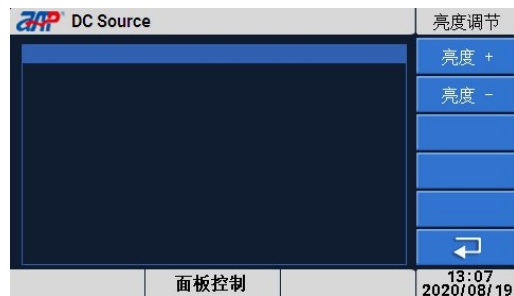 AAP DC Source
亮度调节
亮度 +
亮度 -
面板控制
13:07
2020/08/19